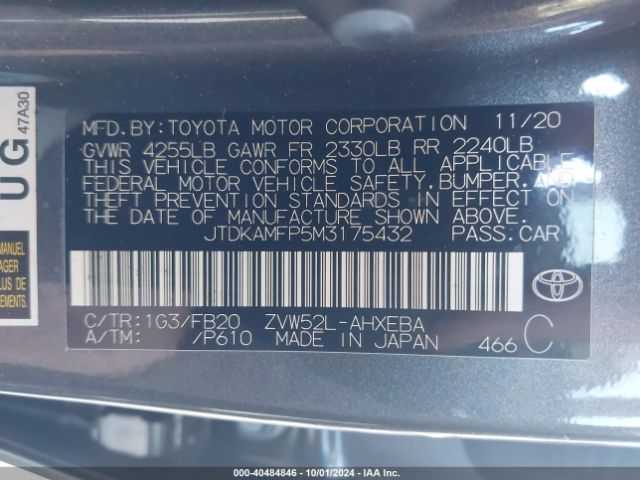 MFD.BY:TOYOTA MOTOR CORPORATION 11/20
GVWR 4255LB GAWR FR 2330LB RR 2240LB
THIS VEHICLE CONFORMS TO ALL APPLICABLE
FEDERAL MOTOR VEHICLE SAFETY,BUMPER,AND
THEFT PREVENTION STANDARDS IN EFFECT ON
THE DATE OF MANUFACTURE SHOWN ABOVE.
JTDKAMFP5M3175432 PASS.CAR
C/TR:1G3/FB20 ZVW52L-AHXEBA
A/TM: /P610 MADE IN JAPAN 466 C
TOYOTA
UG
47A30
MANUEL
AGER
LUS DE
EMENTS.
000-40484846 - 10/01/2024 - IAA Inc.